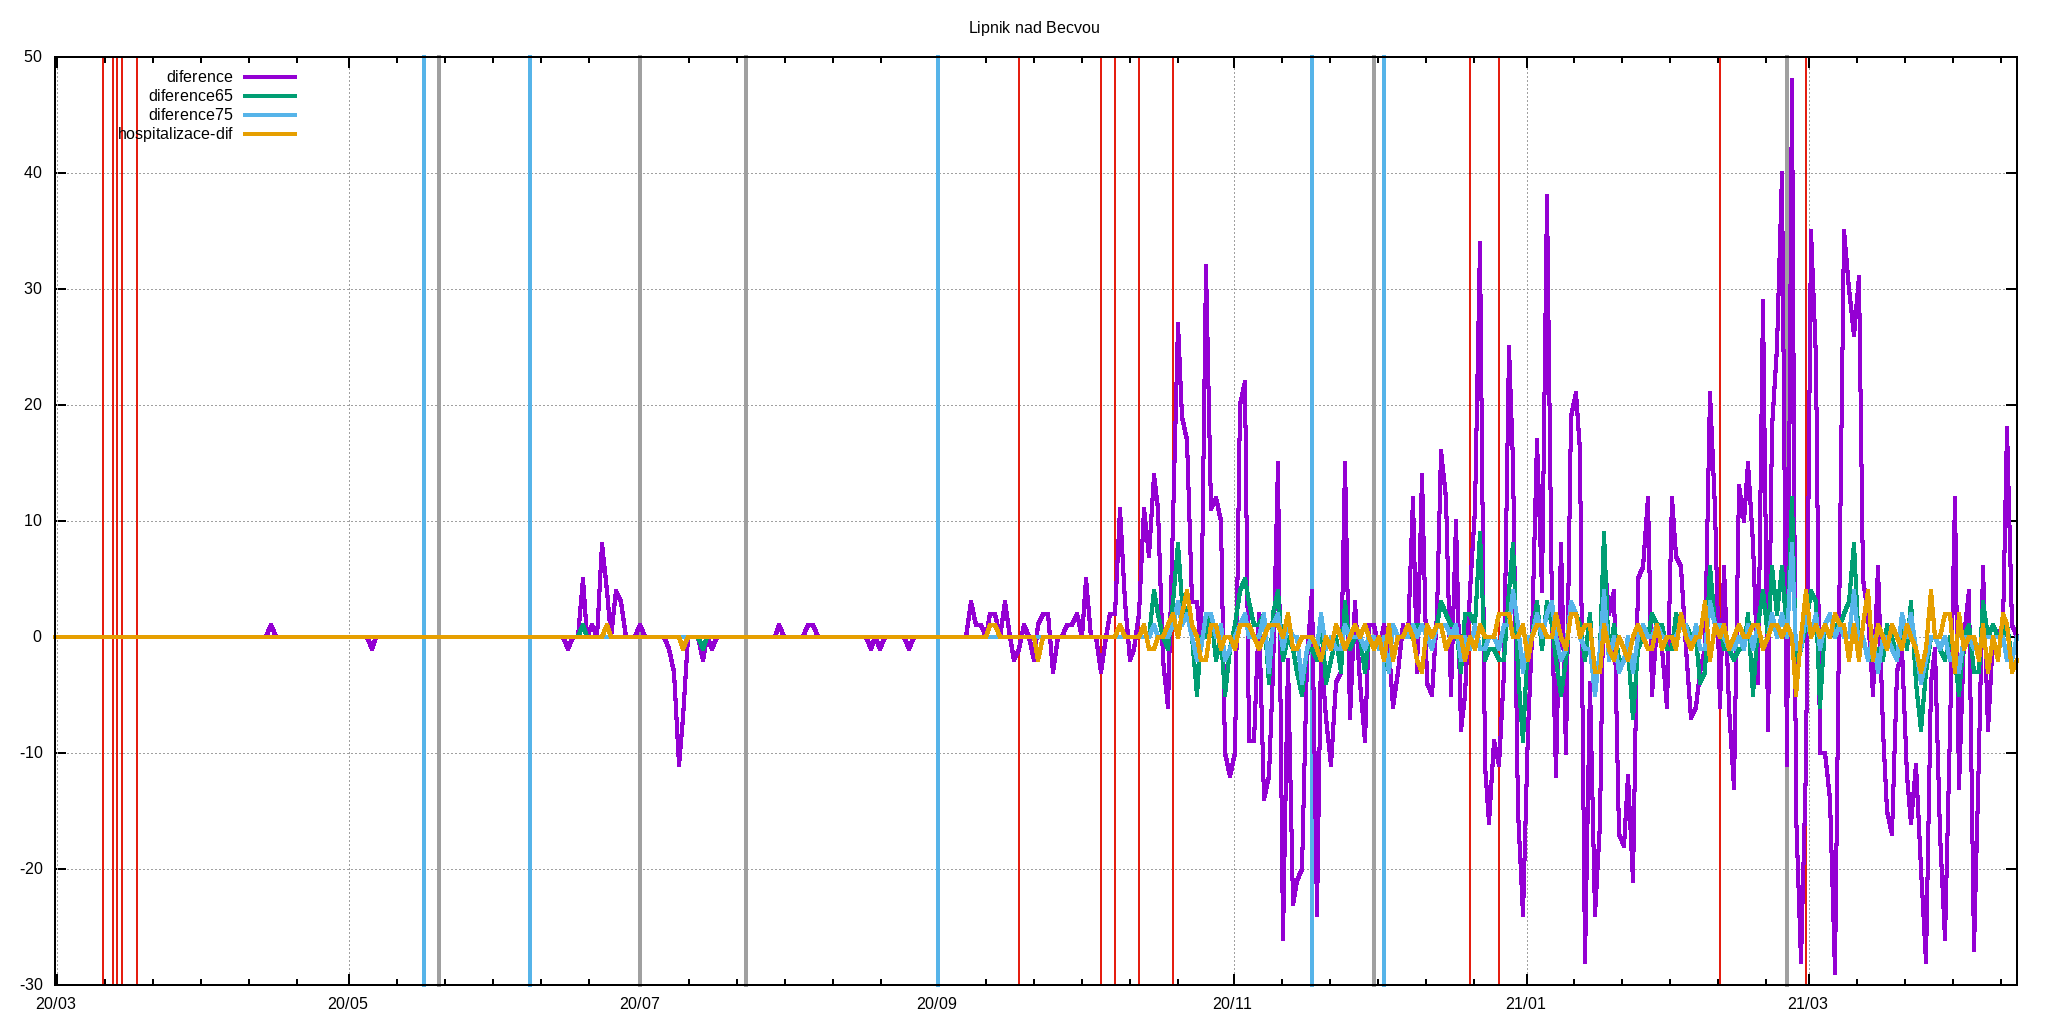 Lipnik nad Becvou
50
diference
diference65
diference75
hospitalizace-dif
40
30
20
10
0
-10
-20
-30
20/03 20/05 20/07 20/09 20/11 21/01 21/03